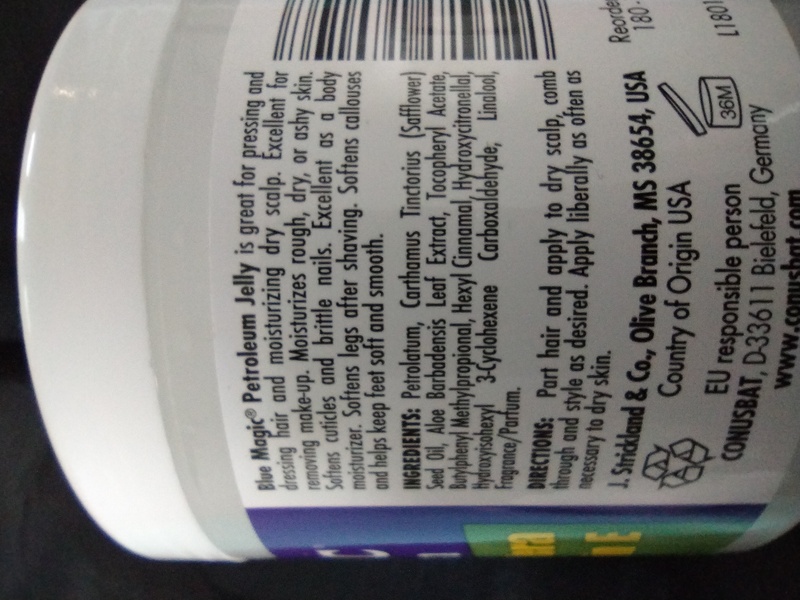 Blue Magic® Petroleum Jelly is great for pressing and
dressing hair and moisturizing dry scalp. Excellent for
removing make-up. Moisturizes rough, dry, or ashy skin.
Softens cuticles and brittle nails. Excellent as a body
moisturizer. Softens legs after shaving. Softens callouses
and helps keep feet soft and smooth.
INGREDIENTS: Petrolatum, Carthamus Tinctorius (Safflower)
Seed Oil, Aloe Barbadensis Leaf Extract, Tocopheryl Acetate,
Butylphenyl Methylpropional, Hexyl Cinnamal, Hydroxycitronellal,
Hydroxyisohexyl 3-Cyclohexene Carboxaldehyde, Linalool,
Fragrance/Parfum.
DIRECTIONS: Part hair and apply to dry scalp, comb
through and style as desired. Apply liberally as often as
necessary to dry skin.
J. Strickland & Co., Olive Branch, MS 38654, USA
Country of Origin USA
EU responsible person
CONUSBAT, D-33611 Bielefeld, Germany
www.conusbat.com
36M
Reorder
180-
L1801
C
ra
n E